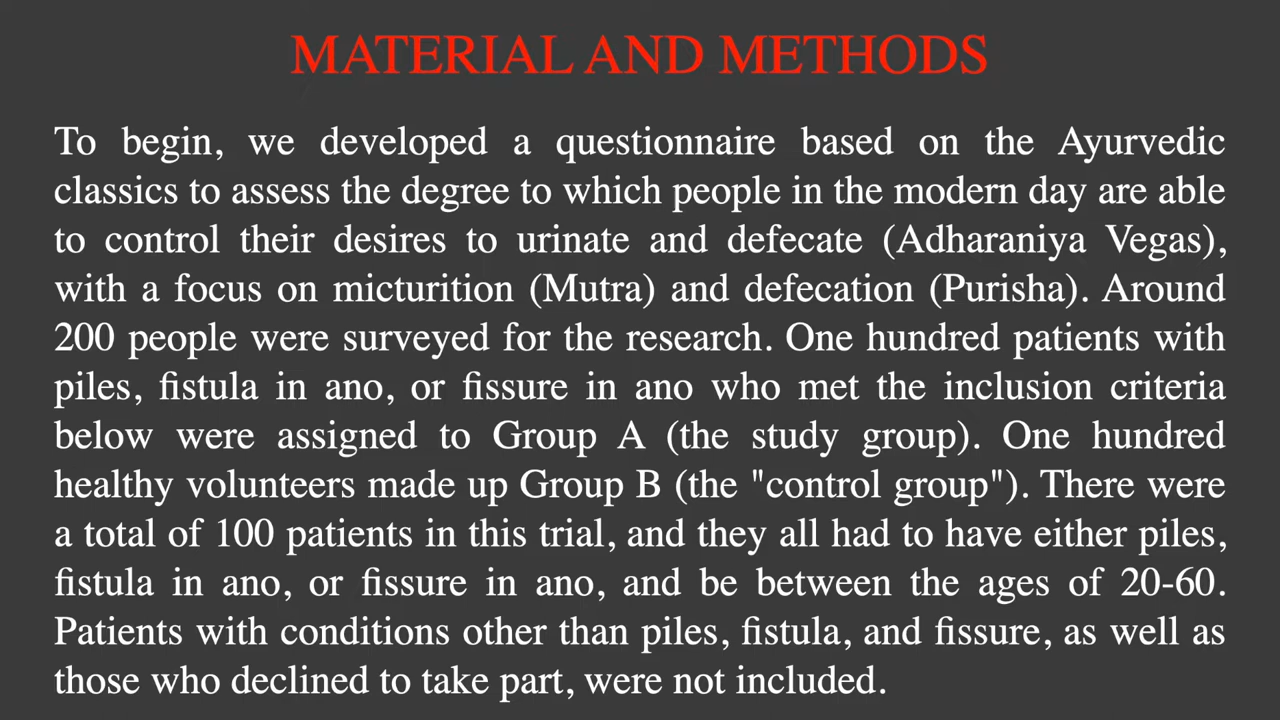 MATERIAL AND METHODS
To begin, we developed a questionnaire based on the Ayurvedic
classics to assess the degree to which people in the modern day are able
to control their desires to urinate and defecate (Adharaniya Vegas),
with a focus on micturition (Mutra) and defecation (Purisha). Around
200 people were surveyed for the research. One hundred patients with
piles, fistula in ano, or fissure in ano who met the inclusion criteria
below were assigned to Group A (the study group). One hundred
healthy volunteers made up Group B (the "control group"). There were
a total of 100 patients in this trial, and they all had to have either piles,
fistula in ano, or fissure in ano, and be between the ages of 20-60.
Patients with conditions other than piles, fistula, and fissure, as well as
those who declined to take part, were not included.